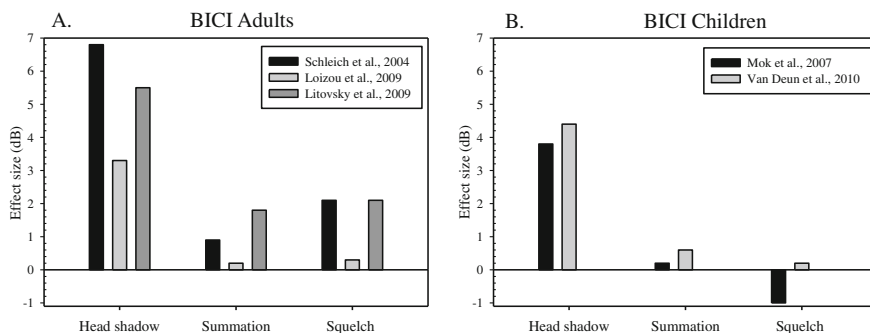 A. BICI Adults
Schleich et al., 2004
Loizou et al., 2009
Litovsky et al., 2009
Effect size (dB)
7
6
5
4
3
2
1
0
-1
Head shadow Summation Squelch
B. BICI Children
Mok et al., 2007
Van Deun et al., 2010
Effect size (dB)
7
6
5
4
3
2
1
0
-1
Head shadow Summation Squelch